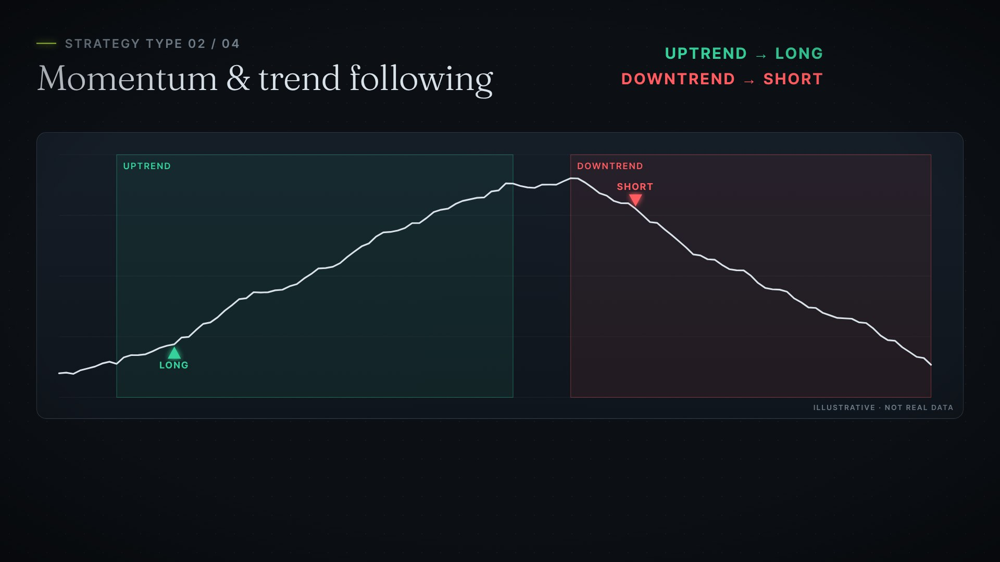 STRATEGY TYPE 02 / 04
Momentum & trend following
UPTREND → LONG
DOWNTREND → SHORT
UPTREND
DOWNTREND
SHORT
LONG
ILLUSTRATIVE · NOT REAL DATA